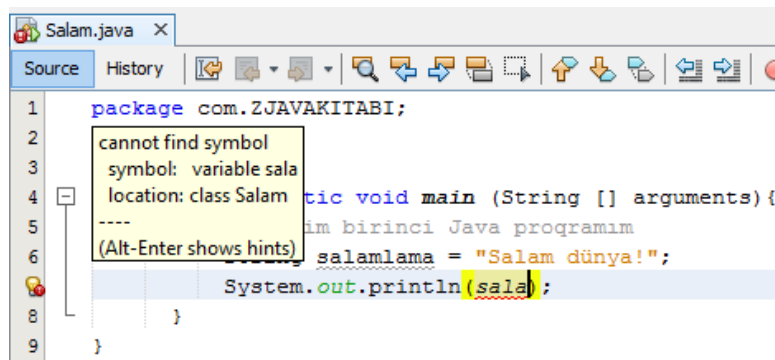 Salam.java ×
Source History
1 package com.ZJAVAKITABI;
2 cannot find symbol
3 symbol: variable sala
4 location: class Salam tic void main (String [] arguments){
5 ---- im birinci Java proqramım
6 (Alt-Enter shows hints) salamlama = "Salam dünya!";
System.out.println(sala);
8 }
9 }